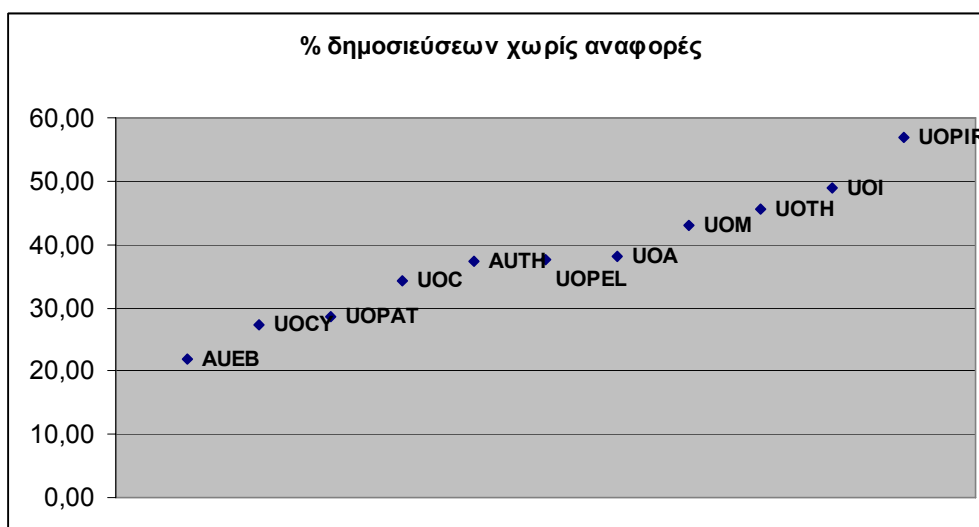 % δημοσιεύσεων χωρίς αναφορές
60,00
50,00
40,00
30,00
20,00
10,00
0,00
AUEB
UOCY
UOPAT
UOC
AUTH
UOPEL
UOA
UOM
UOTH
UOI
UOPIR